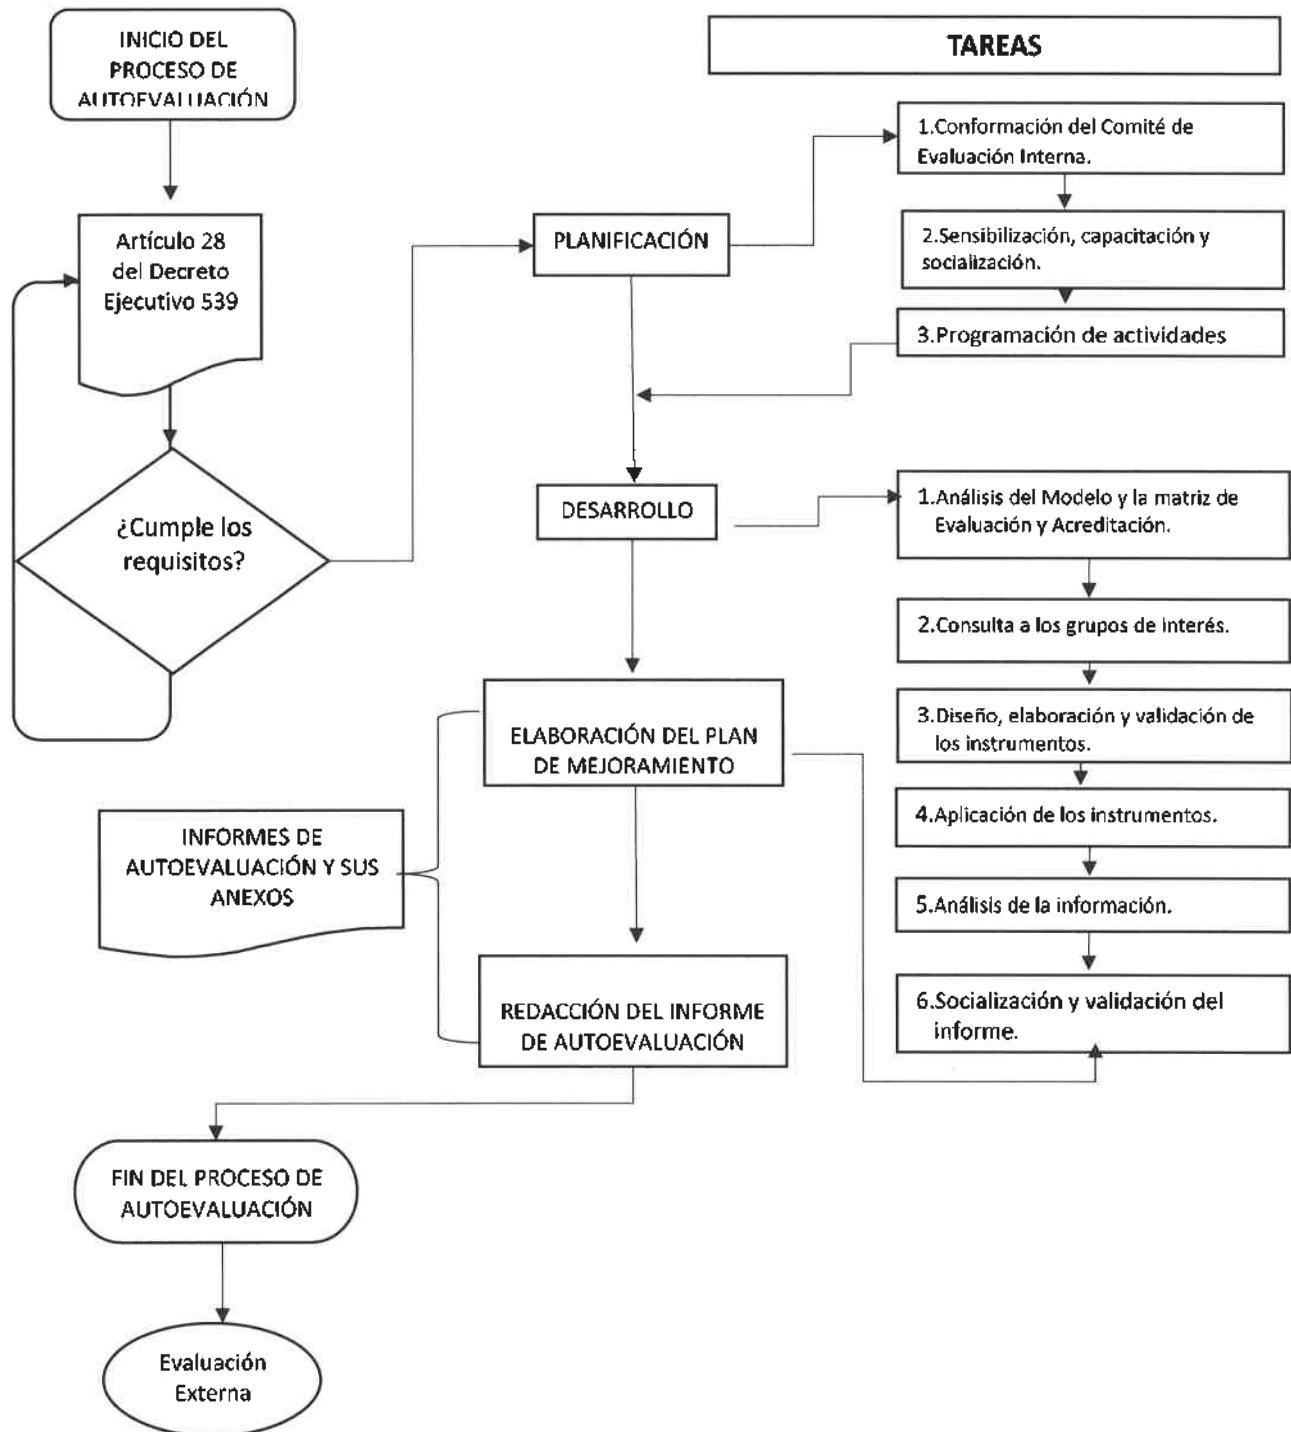 INICIO DEL
PROCESO DE
AUTOEVALUACIÓN
TAREAS
1.Conformación del Comité de
Evaluación Interna.
Artículo 28
del Decreto
Ejecutivo 539
PLANIFICACIÓN
2.Sensibilización, capacitación y
socialización.
3.Programación de actividades
¿Cumple los
requisitos?
DESARROLLO
1.Análisis del Modelo y la matriz de
Evaluación y Acreditación.
2.Consulta a los grupos de interés.
3.Diseño, elaboración y validación de
los instrumentos.
ELABORACIÓN DEL PLAN
DE MEJORAMIENTO
4.Aplicación de los instrumentos.
INFORMES DE
AUTOEVALUACIÓN Y SUS
ANEXOS
5.Análisis de la información.
REDACCIÓN DEL INFORME
DE AUTOEVALUACIÓN
6.Socialización y validación del
informe.
FIN DEL PROCESO DE
AUTOEVALUACIÓN
Evaluación
Externa